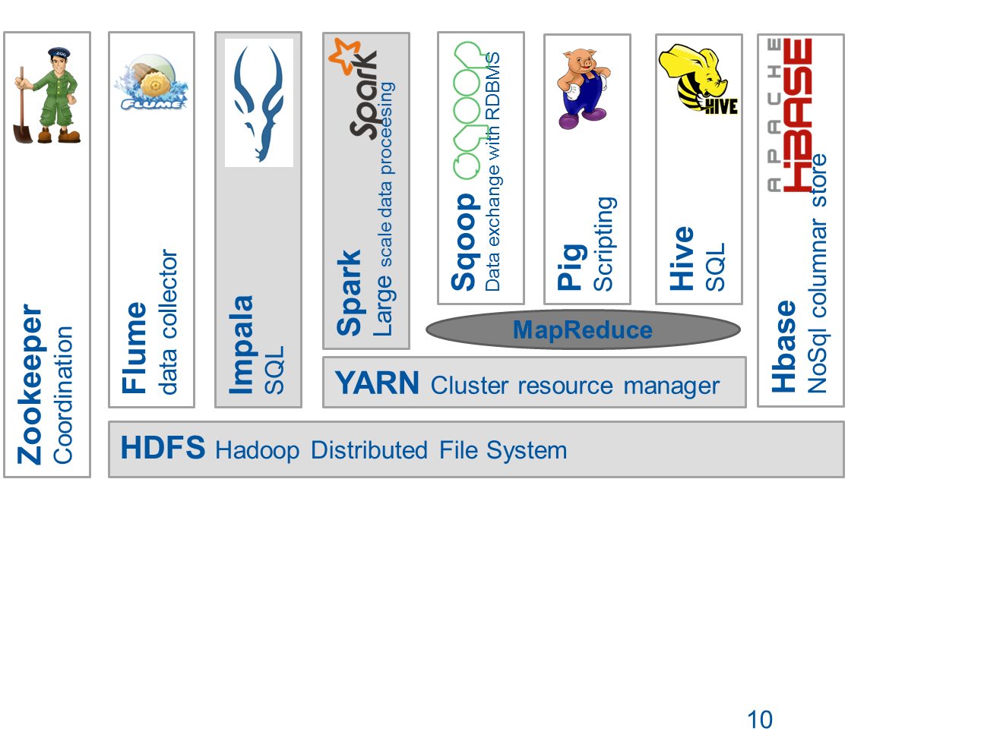 Zookeeper
Coordination
ZOO
Flume
data collector
FLUME
Impala
SQL
Spark
Large scale data proceesing
Spark
Sqoop
Data exchange with RDBMS
sqoop
Pig
Scripting
Hive
SQL
HIVE
Hbase
NoSql columnar store
APACHE
HBASE
MapReduce
YARN Cluster resource manager
HDFS Hadoop Distributed File System
10